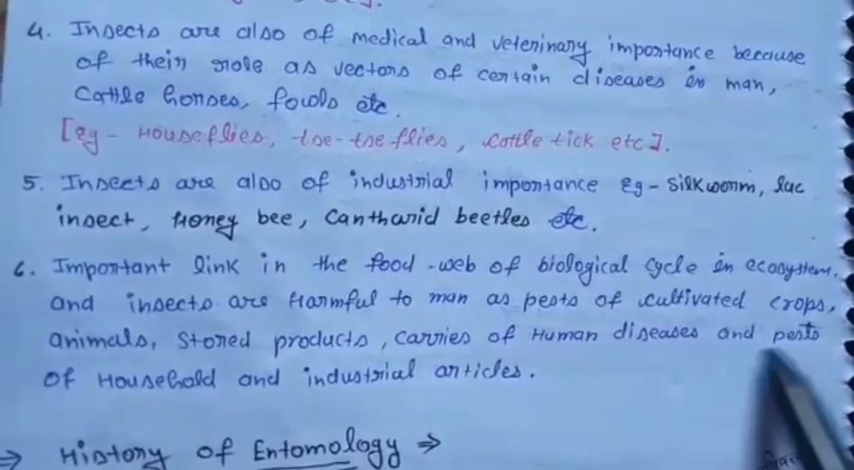 4. Insects are also of medical and veterinary importance because
of their role as vectors of certain diseases in man,
Cattle horses, fowls etc.
[eg - Houseflies, tse-tse flies, cattle tick etc].
5. Insects are also of industrial importance eg - Silkworm, lac
insect, Honey bee, Cantharid beetles etc.
6. Important link in the food-web of biological cycle in ecosystem.
and insects are Harmful to man as pests of cultivated crops,
animals, Stored products, carries of Human diseases and pests
of Household and industrial articles.
⇒ History of Entomology ⇒